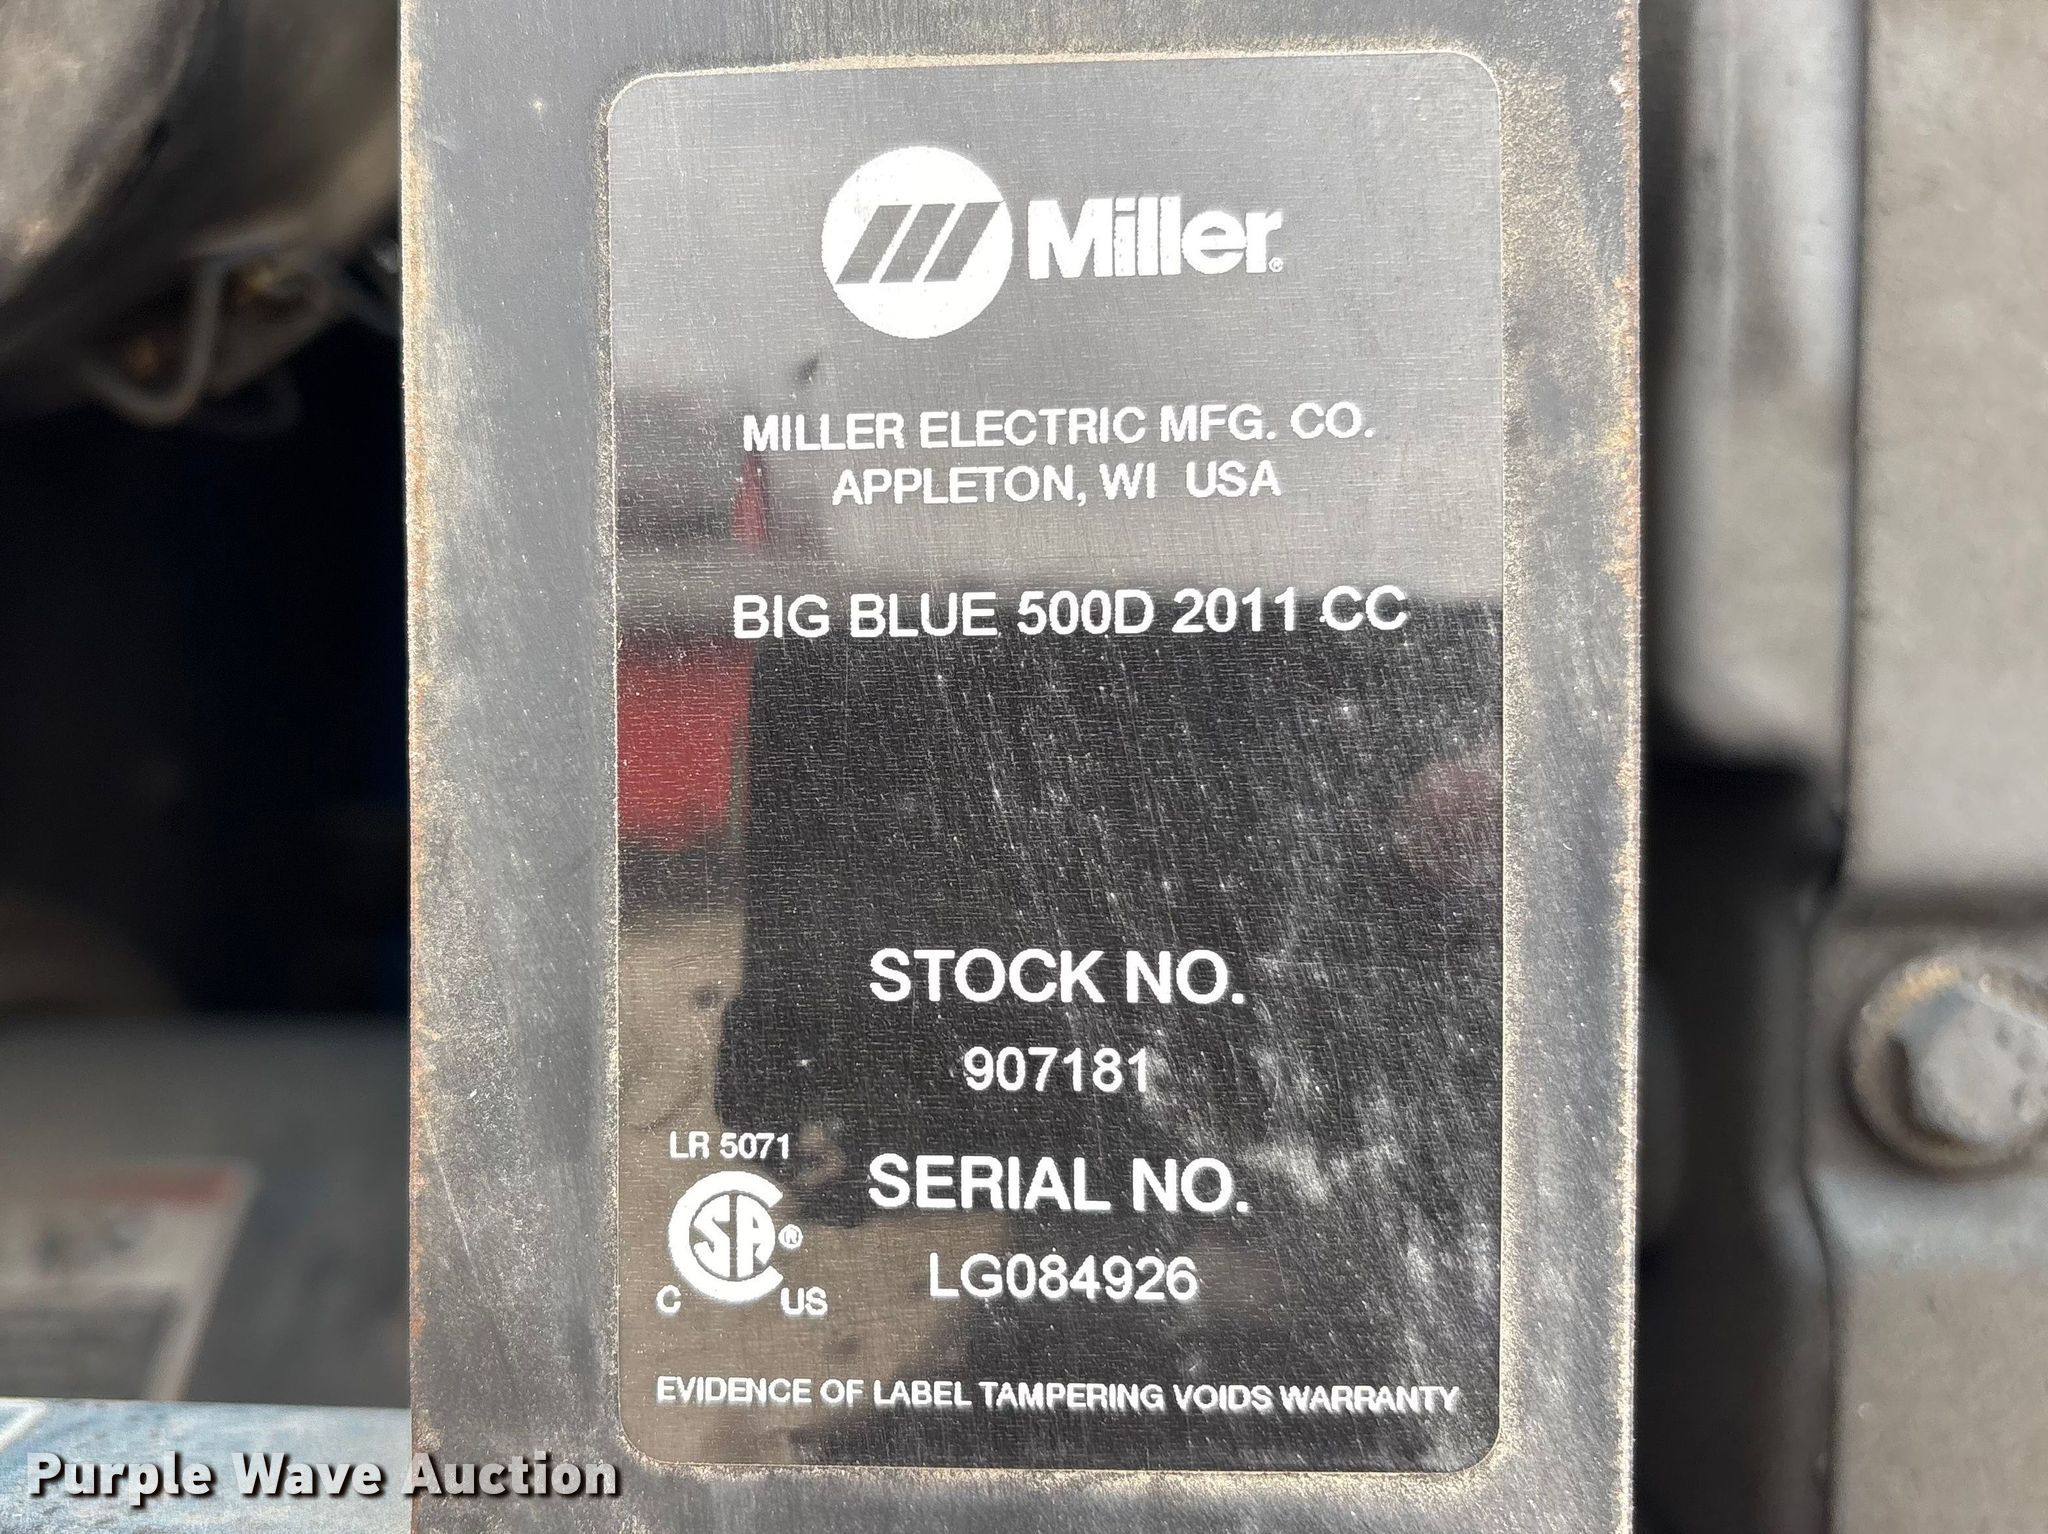 Miller®
MILLER ELECTRIC MFG. CO.
APPLETON, WI USA
BIG BLUE 500D 2011 CC
STOCK NO.
907181
LR 5071
SERIAL NO.
CSA®
LG084926
C US
EVIDENCE OF LABEL TAMPERING VOIDS WARRANTY
Purple Wave Auction